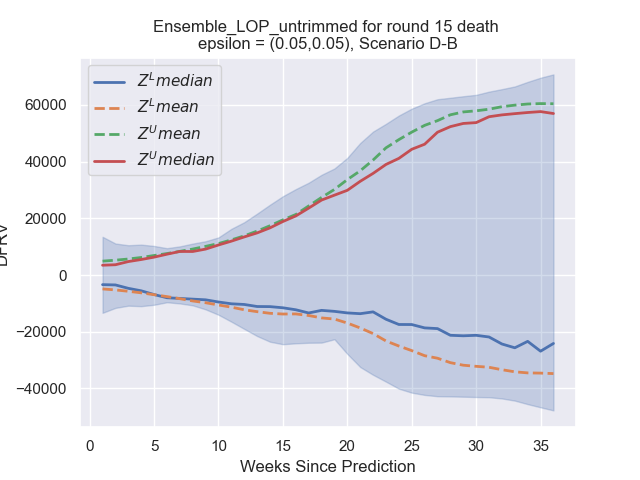 Ensemble_LOP_untrimmed for round 15 death
epsilon = (0.05,0.05), Scenario D-B
Z^L median
Z^L mean
Z^U mean
Z^U median
60000
40000
20000
0
−20000
−40000
0 5 10 15 20 25 30 35
Weeks Since Prediction